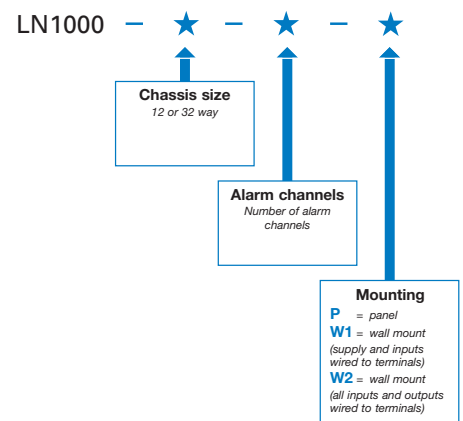 LN1000 – ★ – ★ – ★
Chassis size
12 or 32 way
Alarm channels
Number of alarm
channels
Mounting
P = panel
W1 = wall mount
(supply and inputs
wired to terminals)
W2 = wall mount
(all inputs and outputs
wired to terminals)